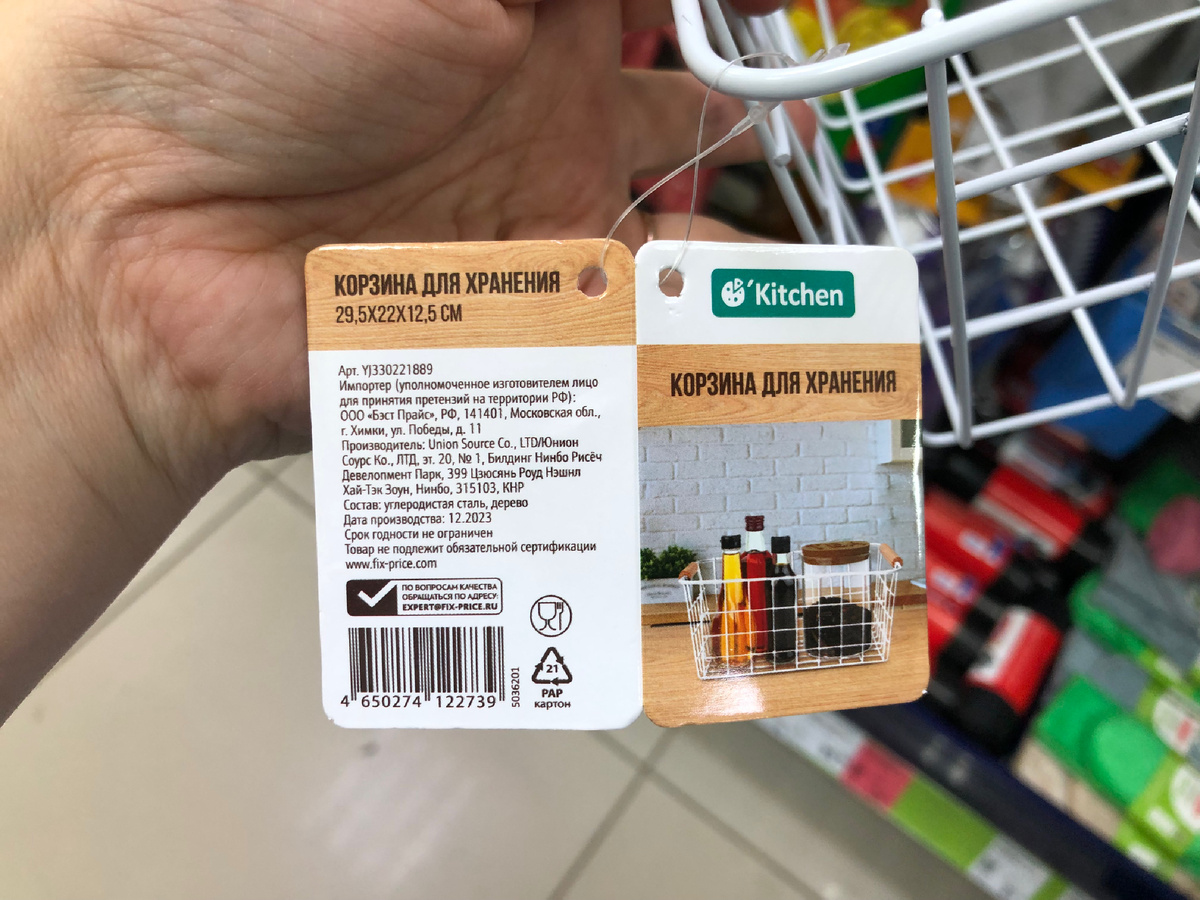 КОРЗИНА ДЛЯ ХРАНЕНИЯ
29,5Х22Х12,5 СМ
Арт. YJ330221889
Импортер (уполномоченное изготовителем лицо
для принятия претензий на территории РФ):
ООО «Бэст Прайс», РФ, 141401, Московская обл.,
г. Химки, ул. Победы, д. 11
Производитель: Union Source Co., LTD/Юнион
Соурс Ко., ЛТД, эт. 20, № 1, Билдинг Нинбо Рисёч
Девелопмент Парк, 399 Цзюсянь Роуд Нэшнл
Хай-Тэк Зоун, Нинбо, 315103, КНР
Состав: углеродистая сталь, дерево
Дата производства: 12.2023
Срок годности не ограничен
Товар не подлежит обязательной сертификации
www.fix-price.com
ПО ВОПРОСАМ КАЧЕСТВА
ОБРАЩАТЬСЯ ПО АДРЕСУ:
EXPERT@FIX-PRICE.RU
4 650274 122739
5036201
21
PAP
картон
'Kitchen
КОРЗИНА ДЛЯ ХРАНЕНИЯ